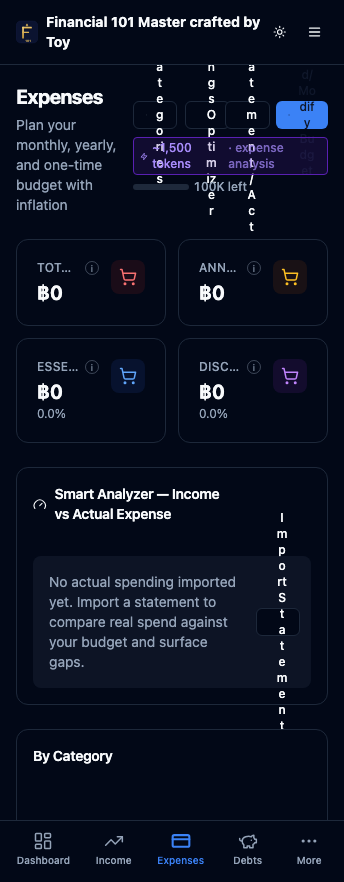 Financial 101 Master crafted by
Toy
Expenses
Plan your
monthly, yearly,
and one-time
budget with
inflation
~1,500
tokens
· expense
analysis
100K left
TOT...
฿0
ANN...
฿0
ESSE...
฿0
0.0%
DISC...
฿0
0.0%
Smart Analyzer — Income
vs Actual Expense
No actual spending imported
yet. Import a statement to
compare real spend against
your budget and surface
gaps.
Import Statement
By Category
Dashboard
Income
Expenses
Debts
More